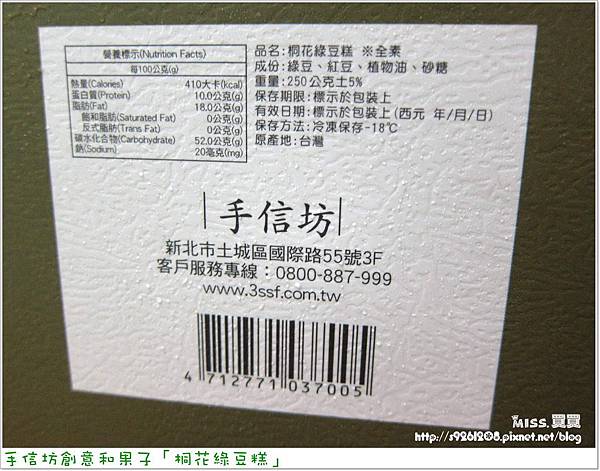 營養標示(Nutrition Facts)
每100公克(g)
熱量(Calories) 410大卡(kcal)
蛋白質(Protein) 10.0公克(g)
脂肪(Fat) 18.0公克(g)
飽和脂肪(Saturated Fat) 0公克(g)
反式脂肪(Trans Fat) 0公克(g)
碳水化合物(Carbohydrate) 52.0公克(g)
鈉(Sodium) 20毫克(mg)
品名:桐花綠豆糕 ※全素
成份:綠豆、紅豆、植物油、砂糖
重量:250公克±5%
保存期限:標示於包裝上
有效日期:標示於包裝上(西元 年/月/日)
保存方法:冷凍保存-18℃
原產地:台灣
手信坊
新北市土城區國際路55號3F
客戶服務專線:0800-887-999
www.3ssf.com.tw
4 712771 037005
MISS.買買
http://s9261208.pixnet.net/blog
手信坊創意和果子「桐花綠豆糕」